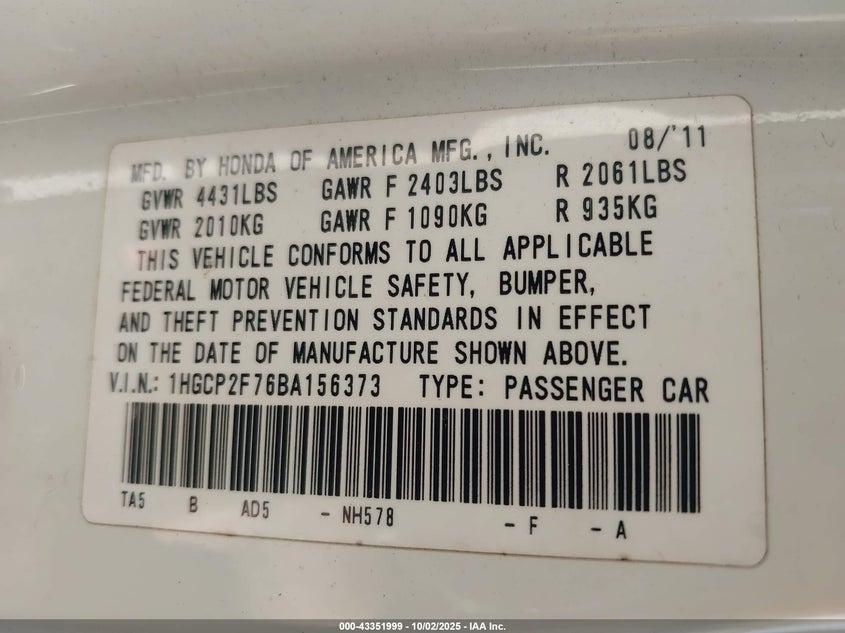 MFD. BY HONDA OF AMERICA MFG., INC. 08/'11
GVWR 4431LBS GAWR F 2403LBS R 2061LBS
GVWR 2010KG GAWR F 1090KG R 935KG
THIS VEHICLE CONFORMS TO ALL APPLICABLE
FEDERAL MOTOR VEHICLE SAFETY, BUMPER,
AND THEFT PREVENTION STANDARDS IN EFFECT
ON THE DATE OF MANUFACTURE SHOWN ABOVE.
V.I.N.: 1HGCP2F76BA156373 TYPE: PASSENGER CAR
TA5 B AD5 - NH578 - F - A
000-43351999 - 10/02/2025 - IAA Inc.